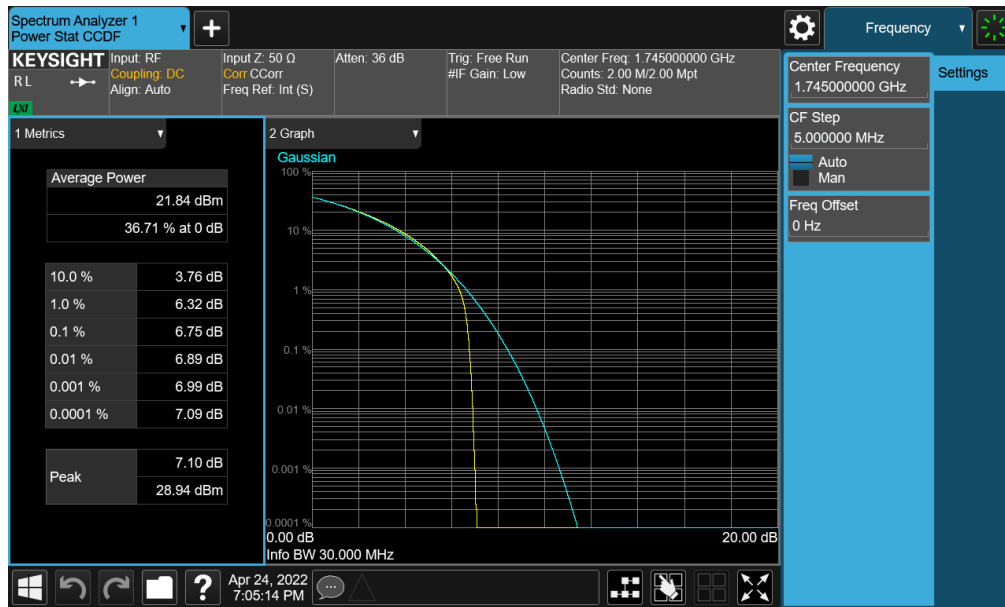 Spectrum Analyzer 1
Power Stat CCDF
+
Frequency
KEYSIGHT
RL
LXI
Input: RF
Coupling: DC
Align: Auto
Input Z: 50 Ω
Corr CCorr
Freq Ref: Int (S)
Atten: 36 dB
Trig: Free Run
#IF Gain: Low
Center Freq: 1.745000000 GHz
Counts: 2.00 M/2.00 Mpt
Radio Std: None
Center Frequency
1.745000000 GHz
Settings
CF Step
5.000000 MHz
Auto
Man
Freq Offset
0 Hz
1 Metrics
Average Power
21.84 dBm
36.71 % at 0 dB
10.0 % 3.76 dB
1.0 % 6.32 dB
0.1 % 6.75 dB
0.01 % 6.89 dB
0.001 % 6.99 dB
0.0001 % 7.09 dB
Peak
7.10 dB
28.94 dBm
2 Graph
Gaussian
100 %
10 %
1 %
0.1 %
0.01 %
0.001 %
0.0001 %
0.00 dB 20.00 dB
Info BW 30.000 MHz
?
Apr 24, 2022
7:05:14 PM